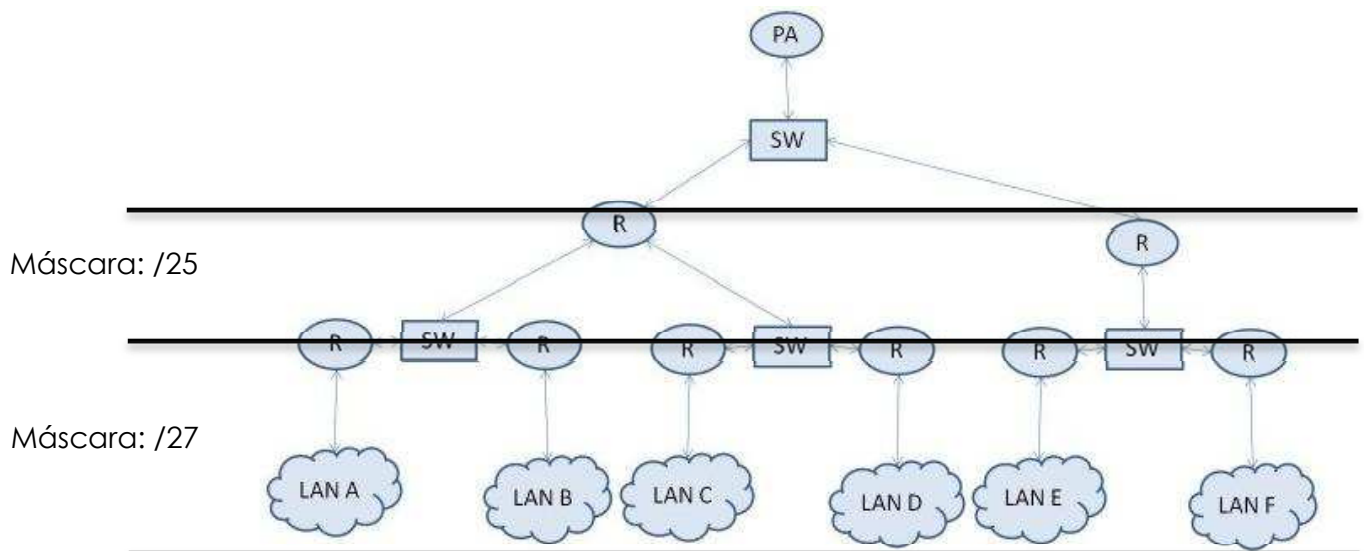 PA
SW
R
R
Máscara: /25
R
SW
R
R
SW
R
R
SW
R
Máscara: /27
LAN A
LAN B
LAN C
LAN D
LAN E
LAN F